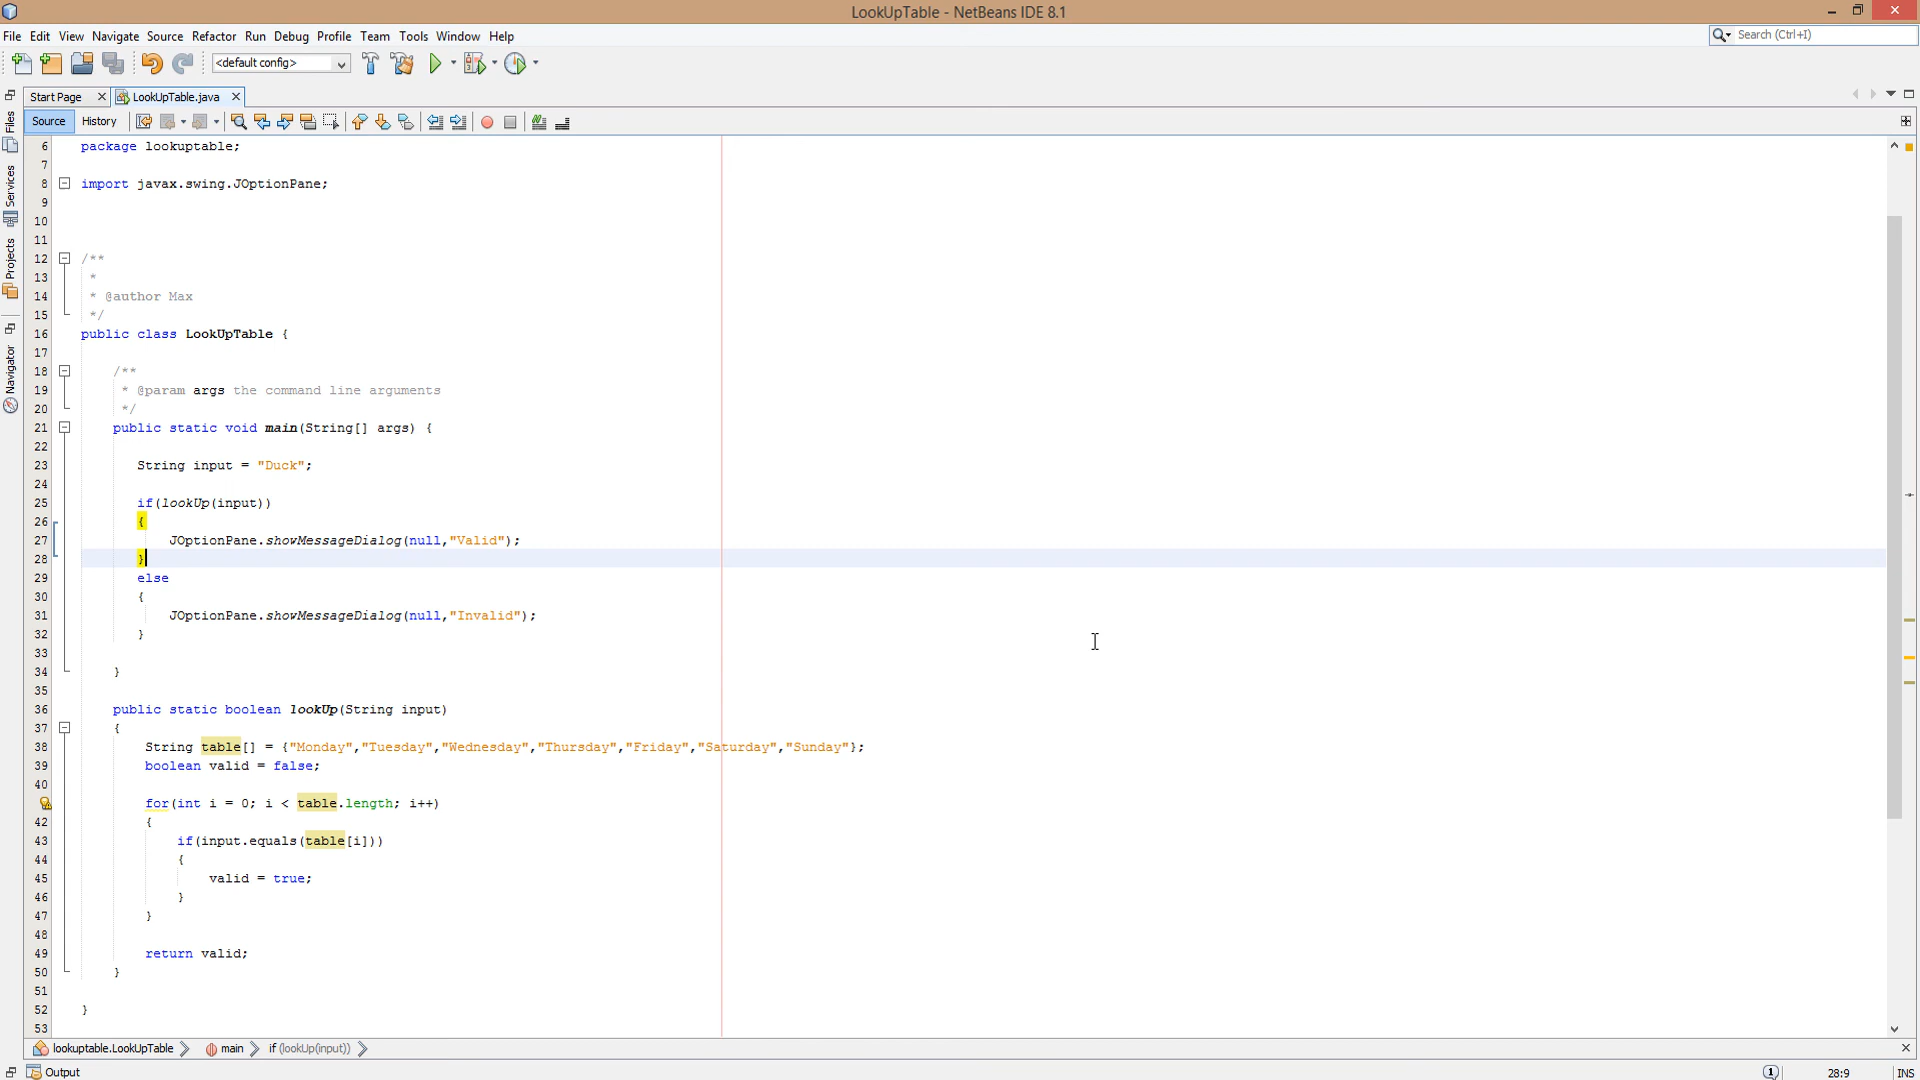 LookUpTable - NetBeans IDE 8.1
File Edit View Navigate Source Refactor Run Debug Profile Team Tools Window Help
Search (Ctrl+I)
<default config>
Start Page LookUpTable.java
Source History
Files
Services
Projects
Navigator
6 package lookuptable;
7
8 import javax.swing.JOptionPane;
9
10
11
12 /**
13 *
14 * @author Max
15 */
16 public class LookUpTable {
17
18 /**
19 * @param args the command line arguments
20 */
21 public static void main(String[] args) {
22
23 String input = "Duck";
24
25 if(lookUp(input))
26 {
27 JOptionPane.showMessageDialog(null,"Valid");
28 }
29 else
30 {
31 JOptionPane.showMessageDialog(null,"Invalid");
32 }
33
34 }
35
36 public static boolean lookUp(String input)
37 {
38 String table[] = {"Monday","Tuesday","Wednesday","Thursday","Friday","Saturday","Sunday"};
39 boolean valid = false;
40
for(int i = 0; i < table.length; i++)
42 {
43 if(input.equals(table[i]))
44 {
45 valid = true;
46 }
47 }
48
49 return valid;
50 }
51
52 }
53
lookuptable.LookUpTable main if (lookUp(input))
Output 1 28:9 INS